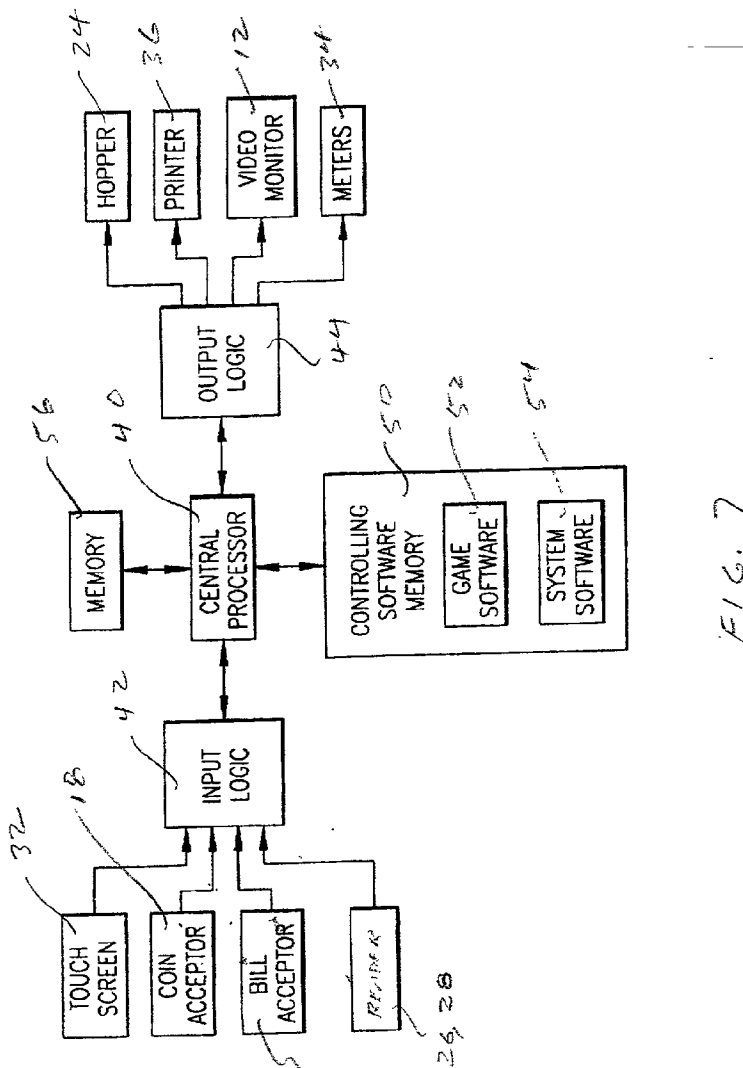 TOUCH
SCREEN
32
COIN
ACCEPTOR
18
BILL
ACCEPTOR
READER
26,28
INPUT
LOGIC
42
MEMORY
56
CENTRAL
PROCESSOR
40
CONTROLLING
SOFTWARE
MEMORY
50
GAME
SOFTWARE
52
SYSTEM
SOFTWARE
54
OUTPUT
LOGIC
44
HOPPER
24
PRINTER
36
VIDEO
MONITOR
12
METERS
34
FIG. 7